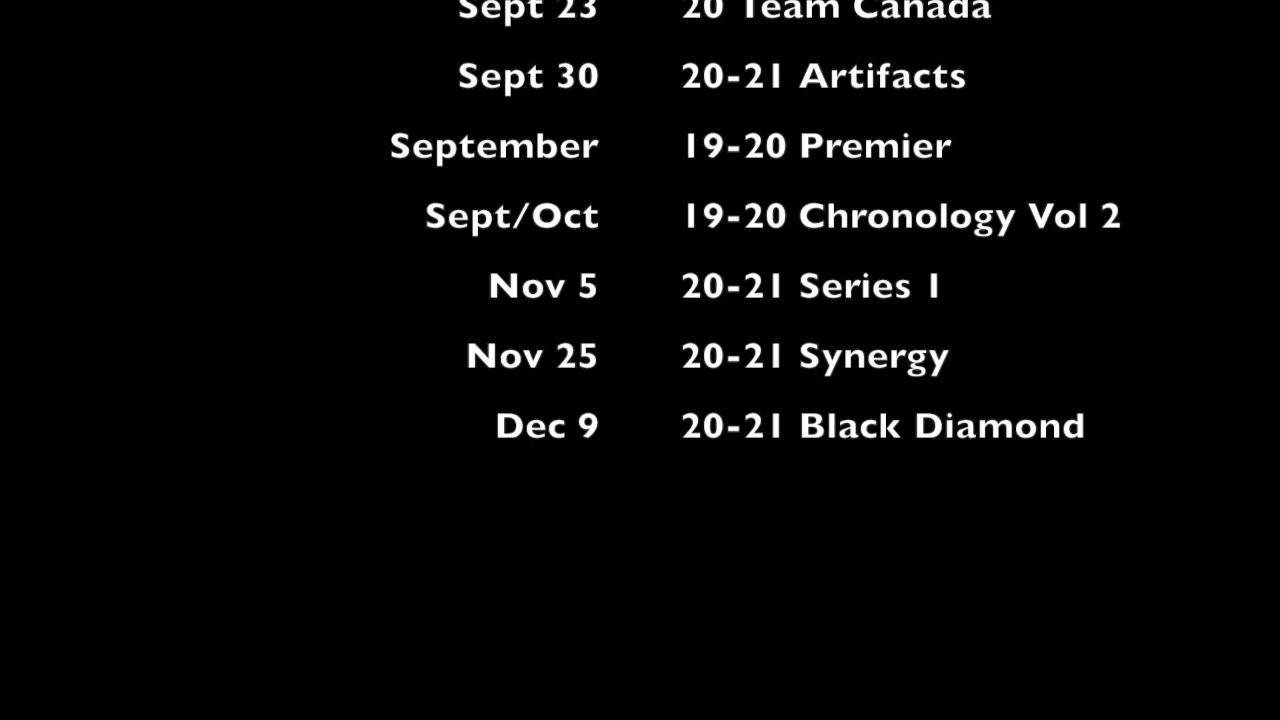 Sept 23 20 Team Canada
Sept 30 20-21 Artifacts
September 19-20 Premier
Sept/Oct 19-20 Chronology Vol 2
Nov 5 20-21 Series 1
Nov 25 20-21 Synergy
Dec 9 20-21 Black Diamond